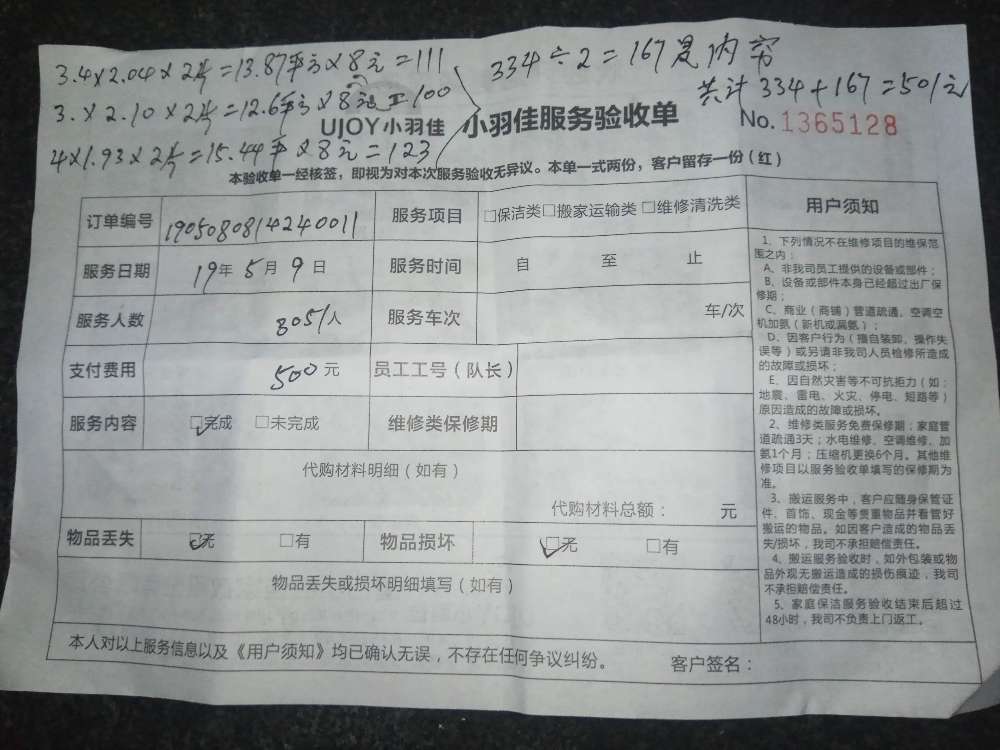 3.4×2.04×2片=13.87平方×8元=111
334÷2=167是内穷
3.×2.10×2片=12.6平方×8元=100
共计334+167=501元
UJOY小羽佳 小羽佳服务验收单 No.1365128
4×1.93×2片=15.44平×8元=123
本验收单一经核签，即视为对本次服务验收无异议。本单一式两份，客户留存一份（红）
订单编号 1905080814240011 服务项目 □保洁类□搬家运输类□维修清洗类
服务日期 19年5月9日 服务时间 自 至 止
服务人数 8051人 服务车次 车/次
支付费用 500元 员工工号（队长）
服务内容 ☑完成 □未完成 维修类保修期
代购材料明细（如有）
代购材料总额： 元
物品丢失 ☑无 □有 物品损坏 ☑无 □有
物品丢失或损坏明细填写（如有）
本人对以上服务信息以及《用户须知》均已确认无误，不存在任何争议纠纷。 客户签名：
用户须知
1、下列情况不在维修项目的维保范
围之内：
A、非我司员工提供的设备或部件；
B、设备或部件本身已经超过出厂保
修期；
C、商业（商铺）管道疏通，空调空
机加氨（新机或漏氨）；
D、因客户行为（擅自装卸、操作失
误等）或另请非我司人员检修所造成
的故障或损坏；
E、因自然灾害等不可抗拒力（如：
地震、雷电、火灾、停电、短路等）
原因造成的故障或损坏。
2、维修类服务免费保修期：家庭管
道疏通3天；水电维修、空调维修、加
氨1个月；压缩机更换6个月。其他维
修项目以服务验收单填写的保修期为
准。
3、搬运服务中，客户应随身保管证
件、首饰、现金等贵重物品并看管好
搬运的物品。如因客户造成的物品丢
失/损坏，我司不承担赔偿责任。
4、搬运服务验收时，如外包装或物
品外观无搬运造成的损伤痕迹，我司
不承担赔偿责任。
5、家庭保洁服务验收结束后超过
48小时，我司不负责上门返工。